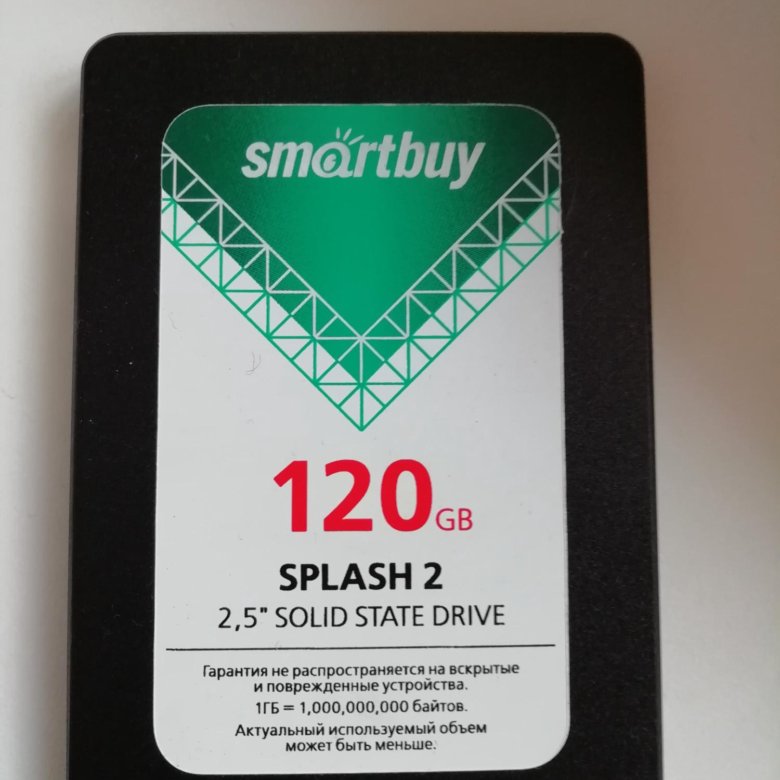 smartbuy
120GB
SPLASH 2
2,5" SOLID STATE DRIVE
Гарантия не распространяется на вскрытые
и поврежденные устройства.
1ГБ = 1,000,000,000 байтов.
Актуальный используемый объем
может быть меньше.